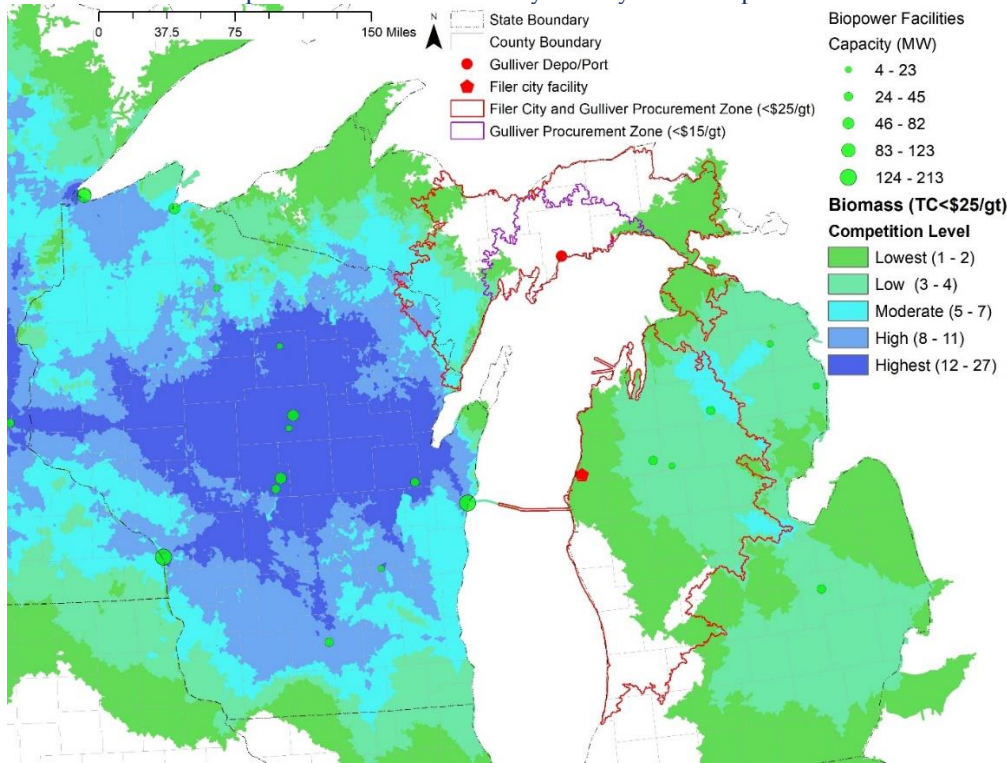 0 37.5 75 150 Miles
N
State Boundary
County Boundary
Gulliver Depo/Port
Filer city facility
Filer City and Gulliver Procurement Zone (<$25/gt)
Gulliver Procurement Zone (<$15/gt)
Biopower Facilities
Capacity (MW)
4 - 23
24 - 45
46 - 82
83 - 123
124 - 213
Biomass (TC<$25/gt)
Competition Level
Lowest (1 - 2)
Low (3 - 4)
Moderate (5 - 7)
High (8 - 11)
Highest (12 - 27)